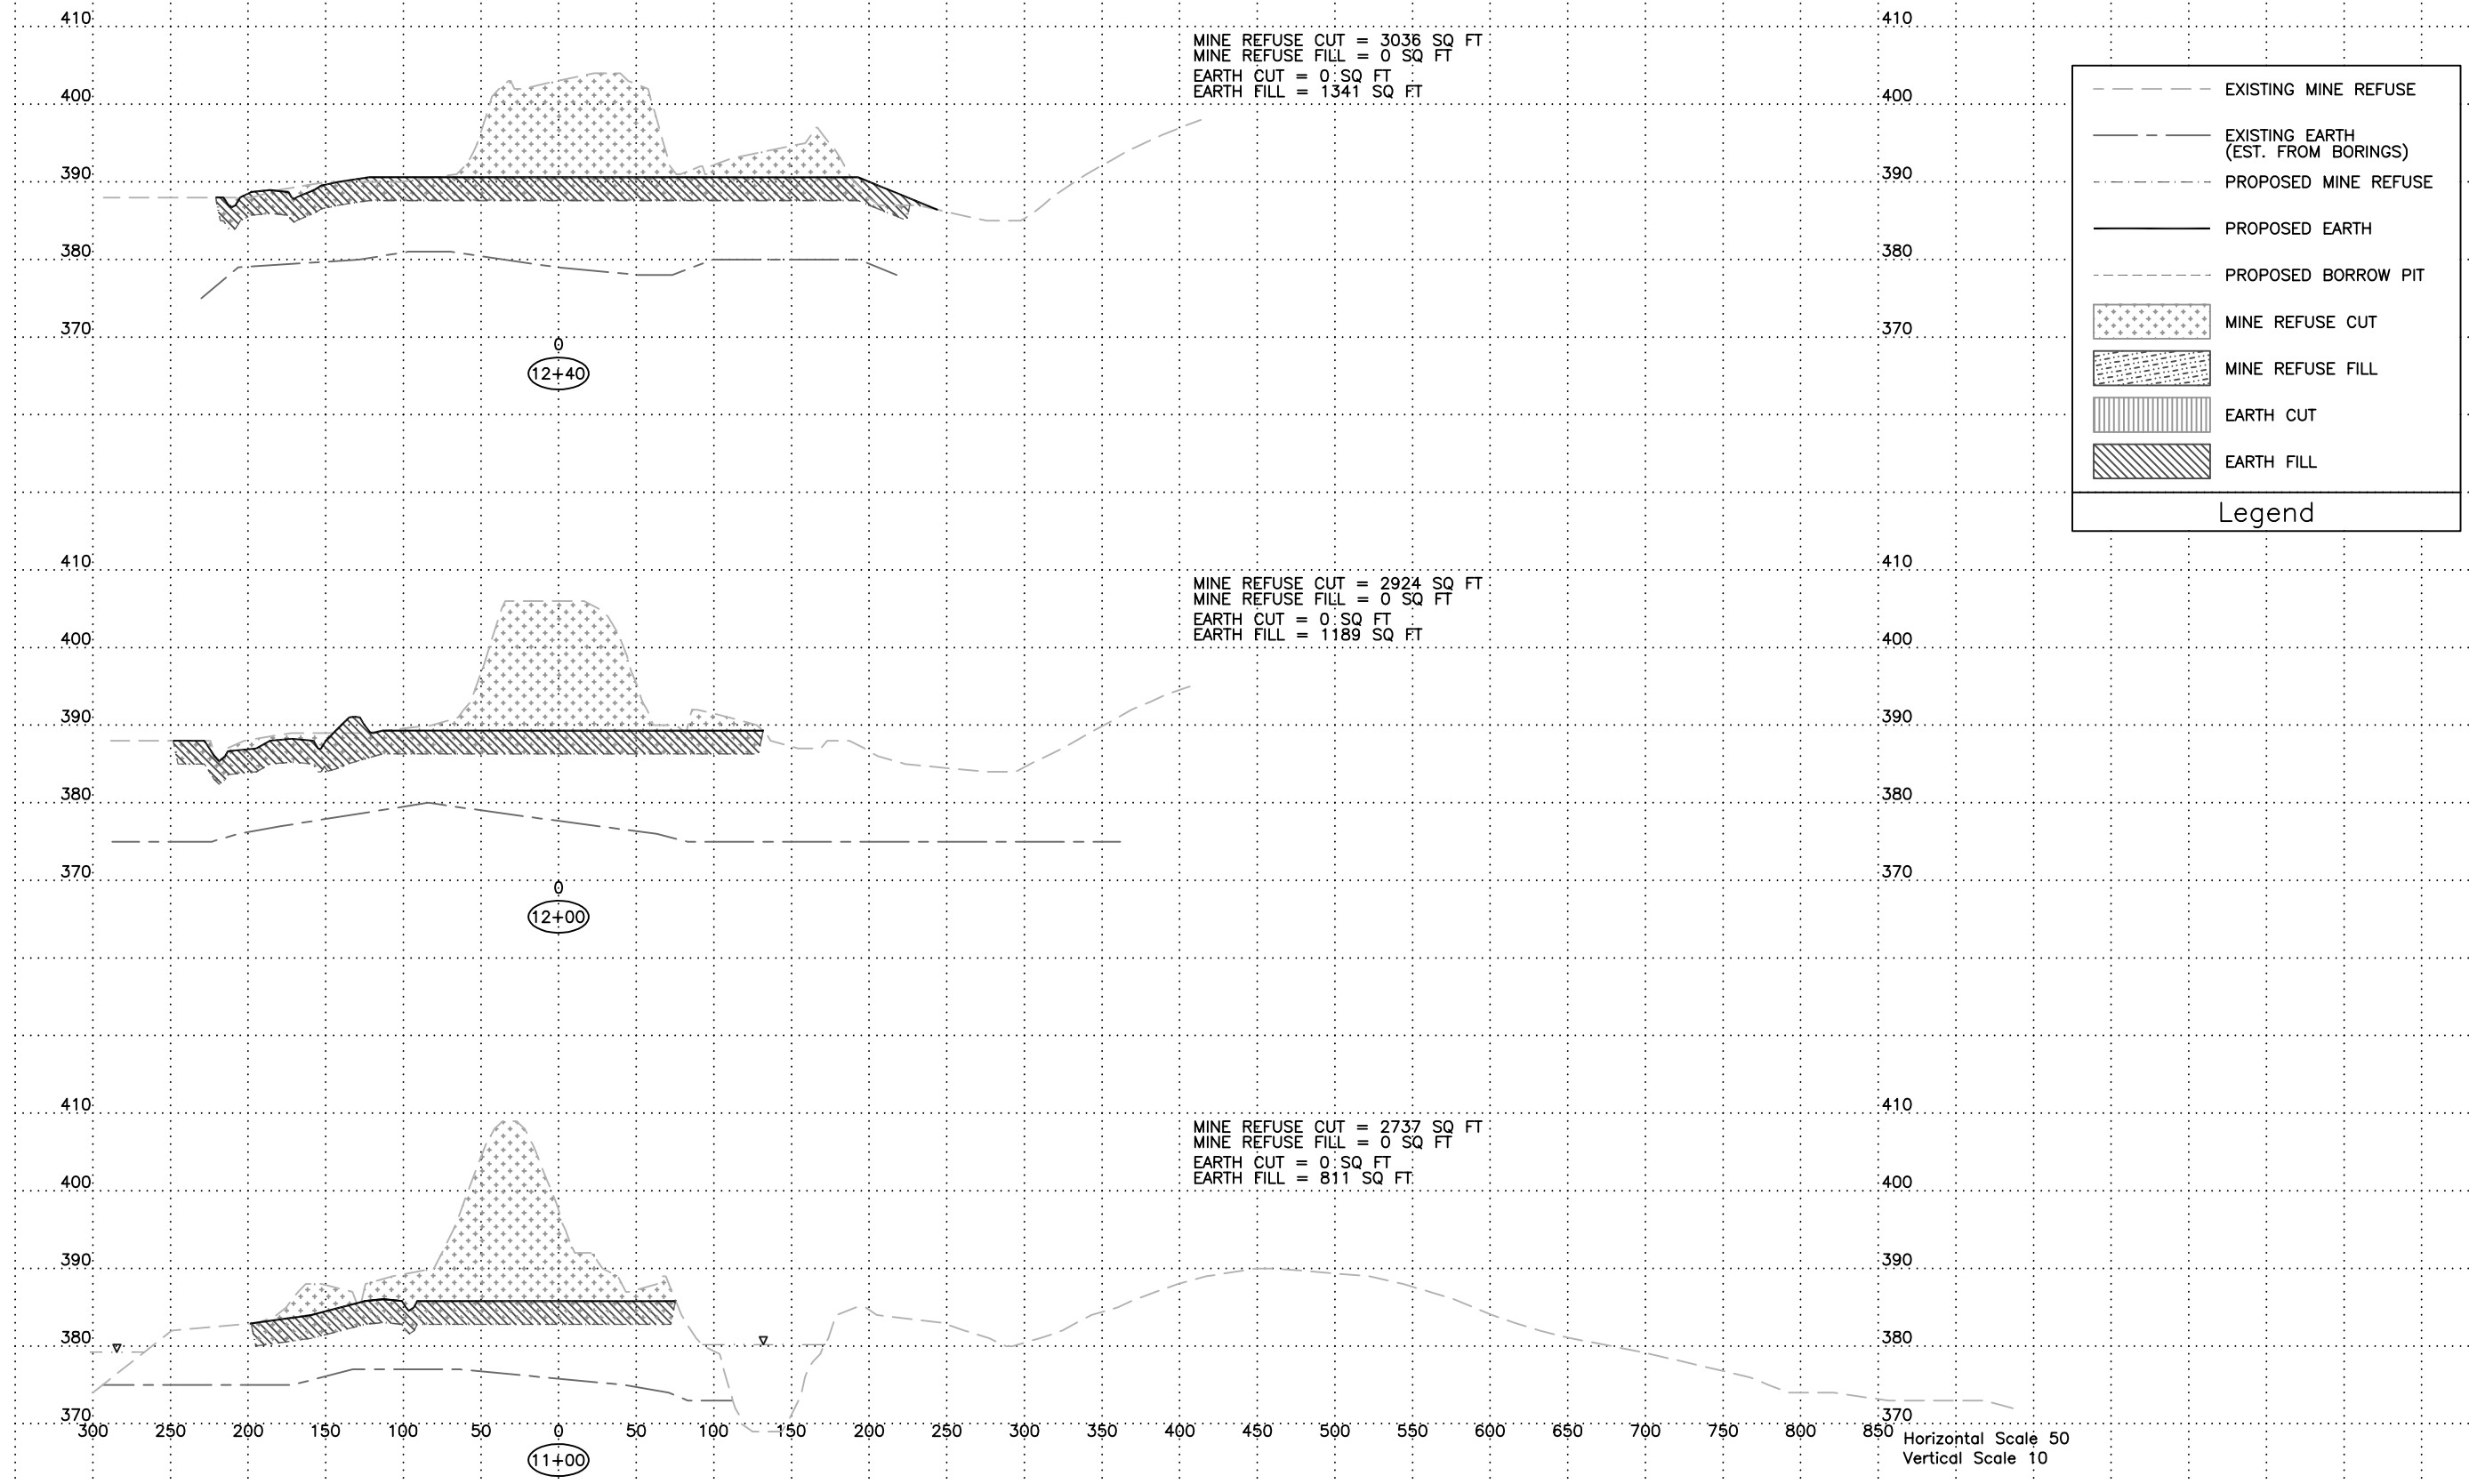 410 410
MINE REFUSE CUT = 3036 SQ FT
MINE REFUSE FILL = 0 SQ FT
EARTH CUT = 0 SQ FT
EARTH FILL = 1341 SQ FT
400 400
390 390
380 380
370 370
0
12+40
EXISTING MINE REFUSE
EXISTING EARTH
(EST. FROM BORINGS)
PROPOSED MINE REFUSE
PROPOSED EARTH
PROPOSED BORROW PIT
MINE REFUSE CUT
MINE REFUSE FILL
EARTH CUT
EARTH FILL
Legend
410 410
MINE REFUSE CUT = 2924 SQ FT
MINE REFUSE FILL = 0 SQ FT
EARTH CUT = 0 SQ FT
EARTH FILL = 1189 SQ FT
400 400
390 390
380 380
370 370
0
12+00
410 410
MINE REFUSE CUT = 2737 SQ FT
MINE REFUSE FILL = 0 SQ FT
EARTH CUT = 0 SQ FT
EARTH FILL = 811 SQ FT
400 400
390 390
380 380
370 370
300 250 200 150 100 50 0 50 100 150 200 250 300 350 400 450 500 550 600 650 700 750 800 850
11+00
Horizontal Scale 50
Vertical Scale 10